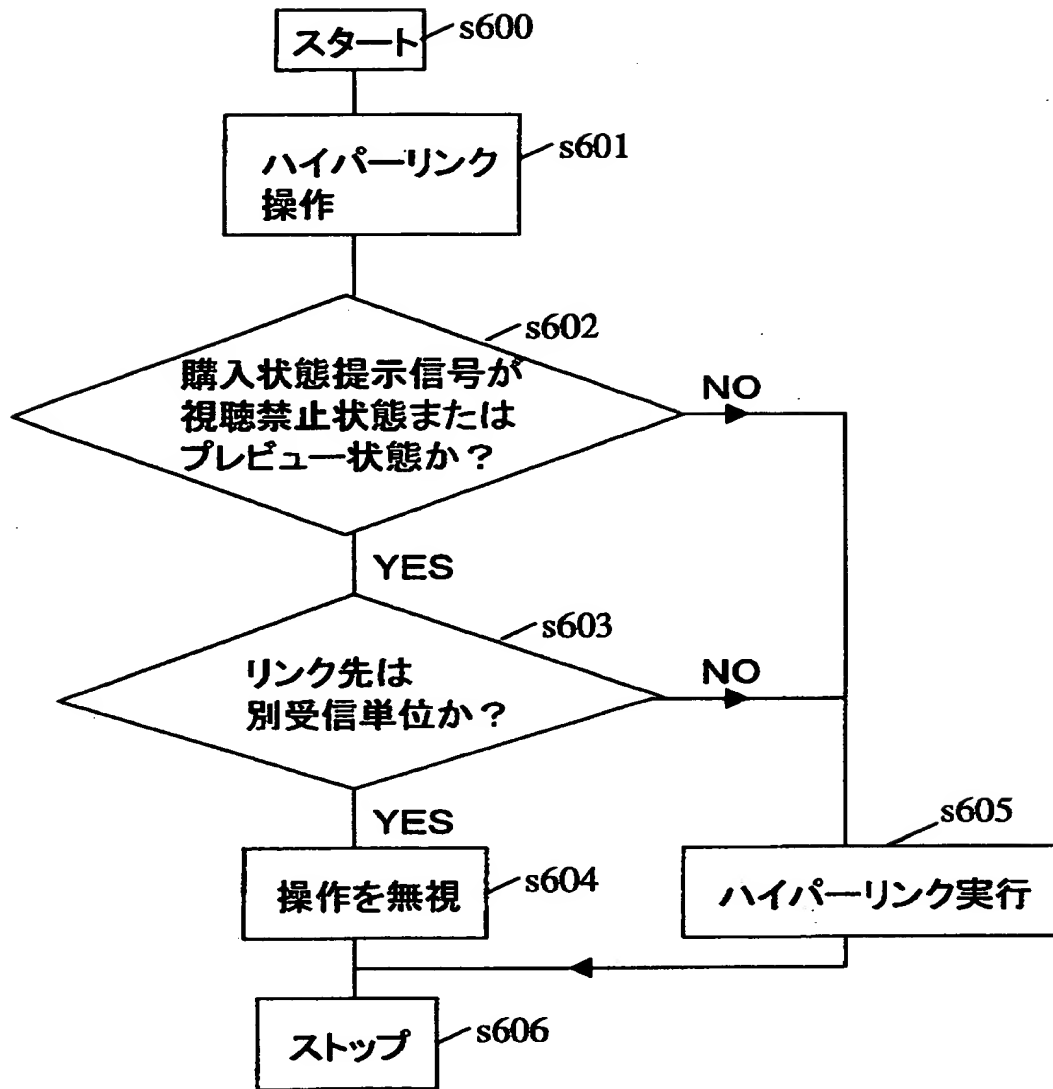 スタート
s600
ハイパーリンク
操作
s601
s602
購入状態提示信号が
視聴禁止状態または
プレビュー状態か？
NO
YES
s603
リンク先は
別受信単位か？
NO
YES
操作を無視
s604
s605
ハイパーリンク実行
ストップ
s606